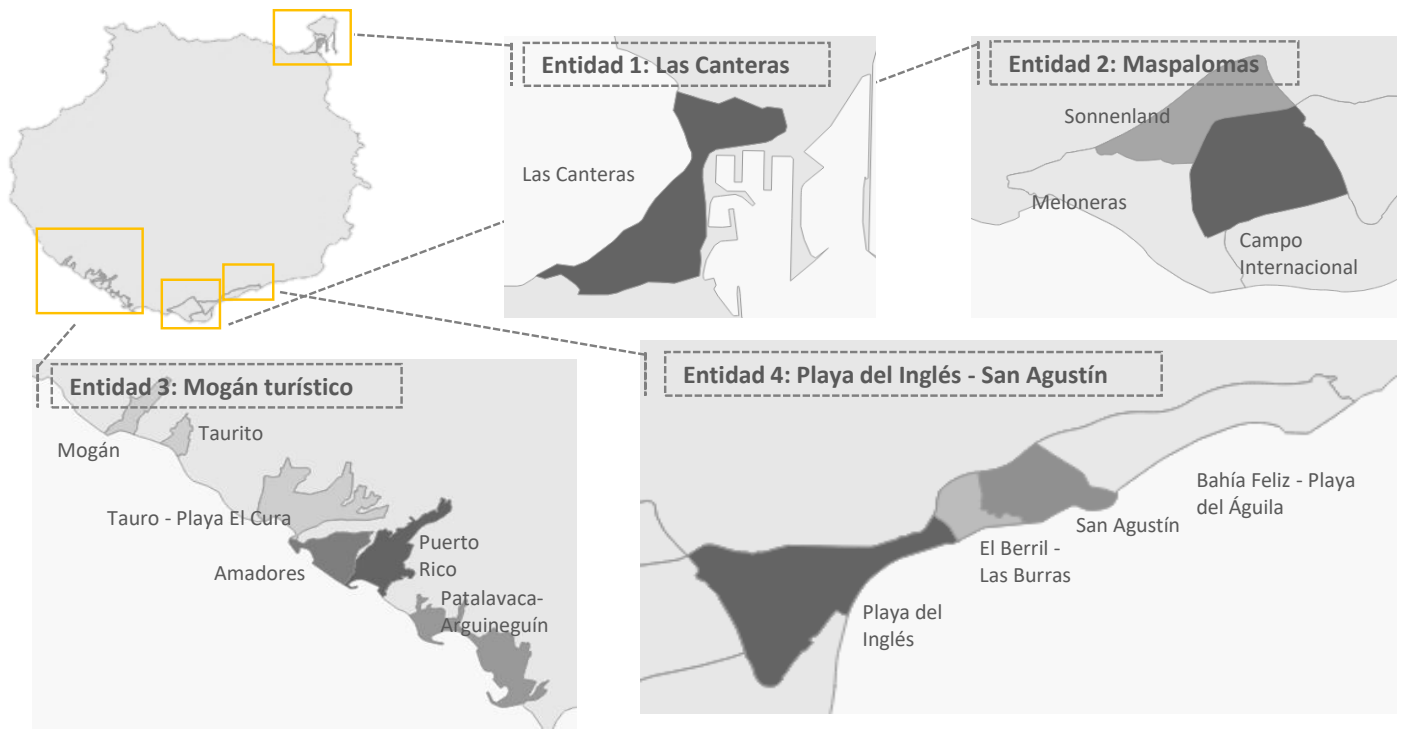 Entidad 1: Las Canteras
Las Canteras
Entidad 2: Maspalomas
Sonnenland
Meloneras
Campo
Internacional
Entidad 3: Mogán turístico
Mogán
Taurito
Tauro - Playa El Cura
Amadores
Puerto
Rico
Patalavaca-
Arguineguín
Entidad 4: Playa del Inglés - San Agustín
Bahía Feliz - Playa
del Águila
San Agustín
El Berril -
Las Burras
Playa del
Inglés